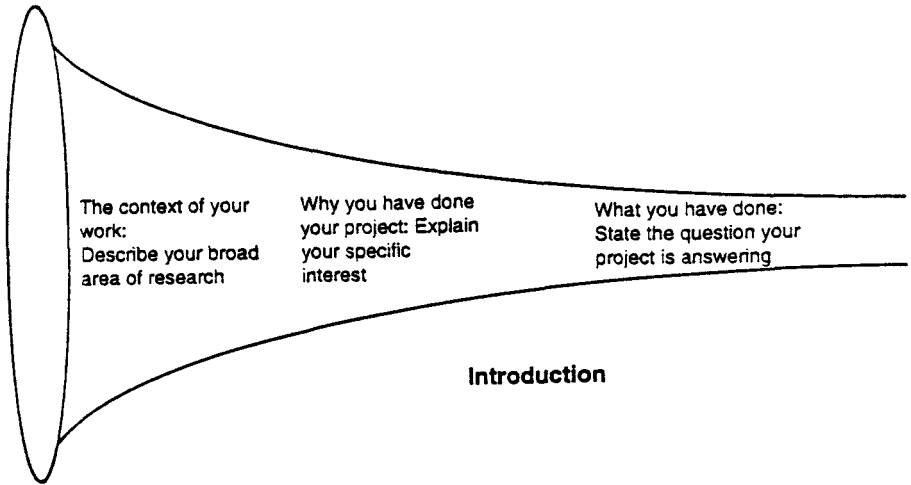 The context of your
work:
Describe your broad
area of research
Why you have done
your project: Explain
your specific
interest
What you have done:
State the question your
project is answering
Introduction